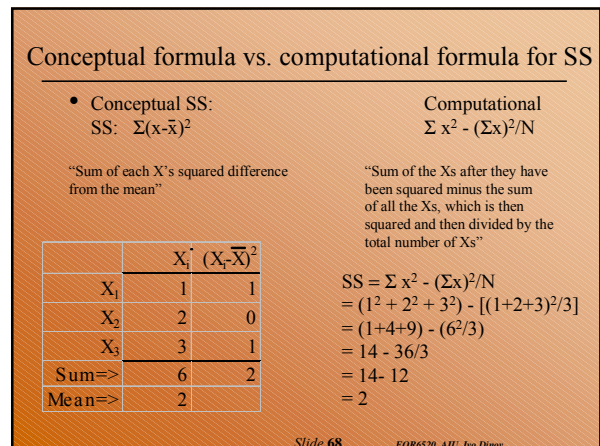 Conceptual formula vs. computational formula for SS
• Conceptual SS:
SS: Σ(x-x̄)²
"Sum of each X's squared difference
from the mean"
Xᵢ (Xᵢ-X̄)²
X₁ 1 1
X₂ 2 0
X₃ 3 1
Sum=> 6 2
Mean=> 2
Computational
Σ x² - (Σx)²/N
"Sum of the Xs after they have
been squared minus the sum
of all the Xs, which is then
squared and then divided by the
total number of Xs"
SS = Σ x² - (Σx)²/N
= (1² + 2² + 3²) - [(1+2+3)²/3]
= (1+4+9) - (6²/3)
= 14 - 36/3
= 14- 12
= 2
Slide 68